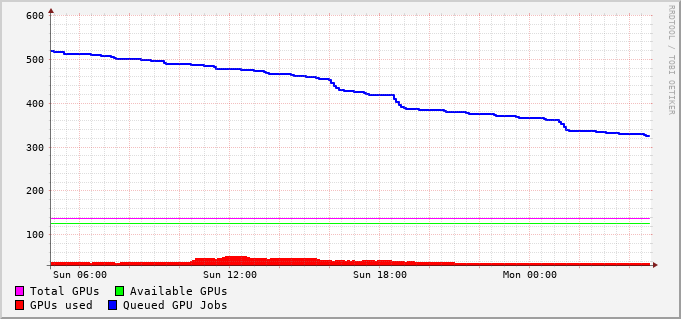 600
500
400
300
200
100
Sun 06:00 Sun 12:00 Sun 18:00 Mon 00:00
Total GPUs Available GPUs
GPUs used Queued GPU Jobs
RRDTOOL / TOBI OETIKER